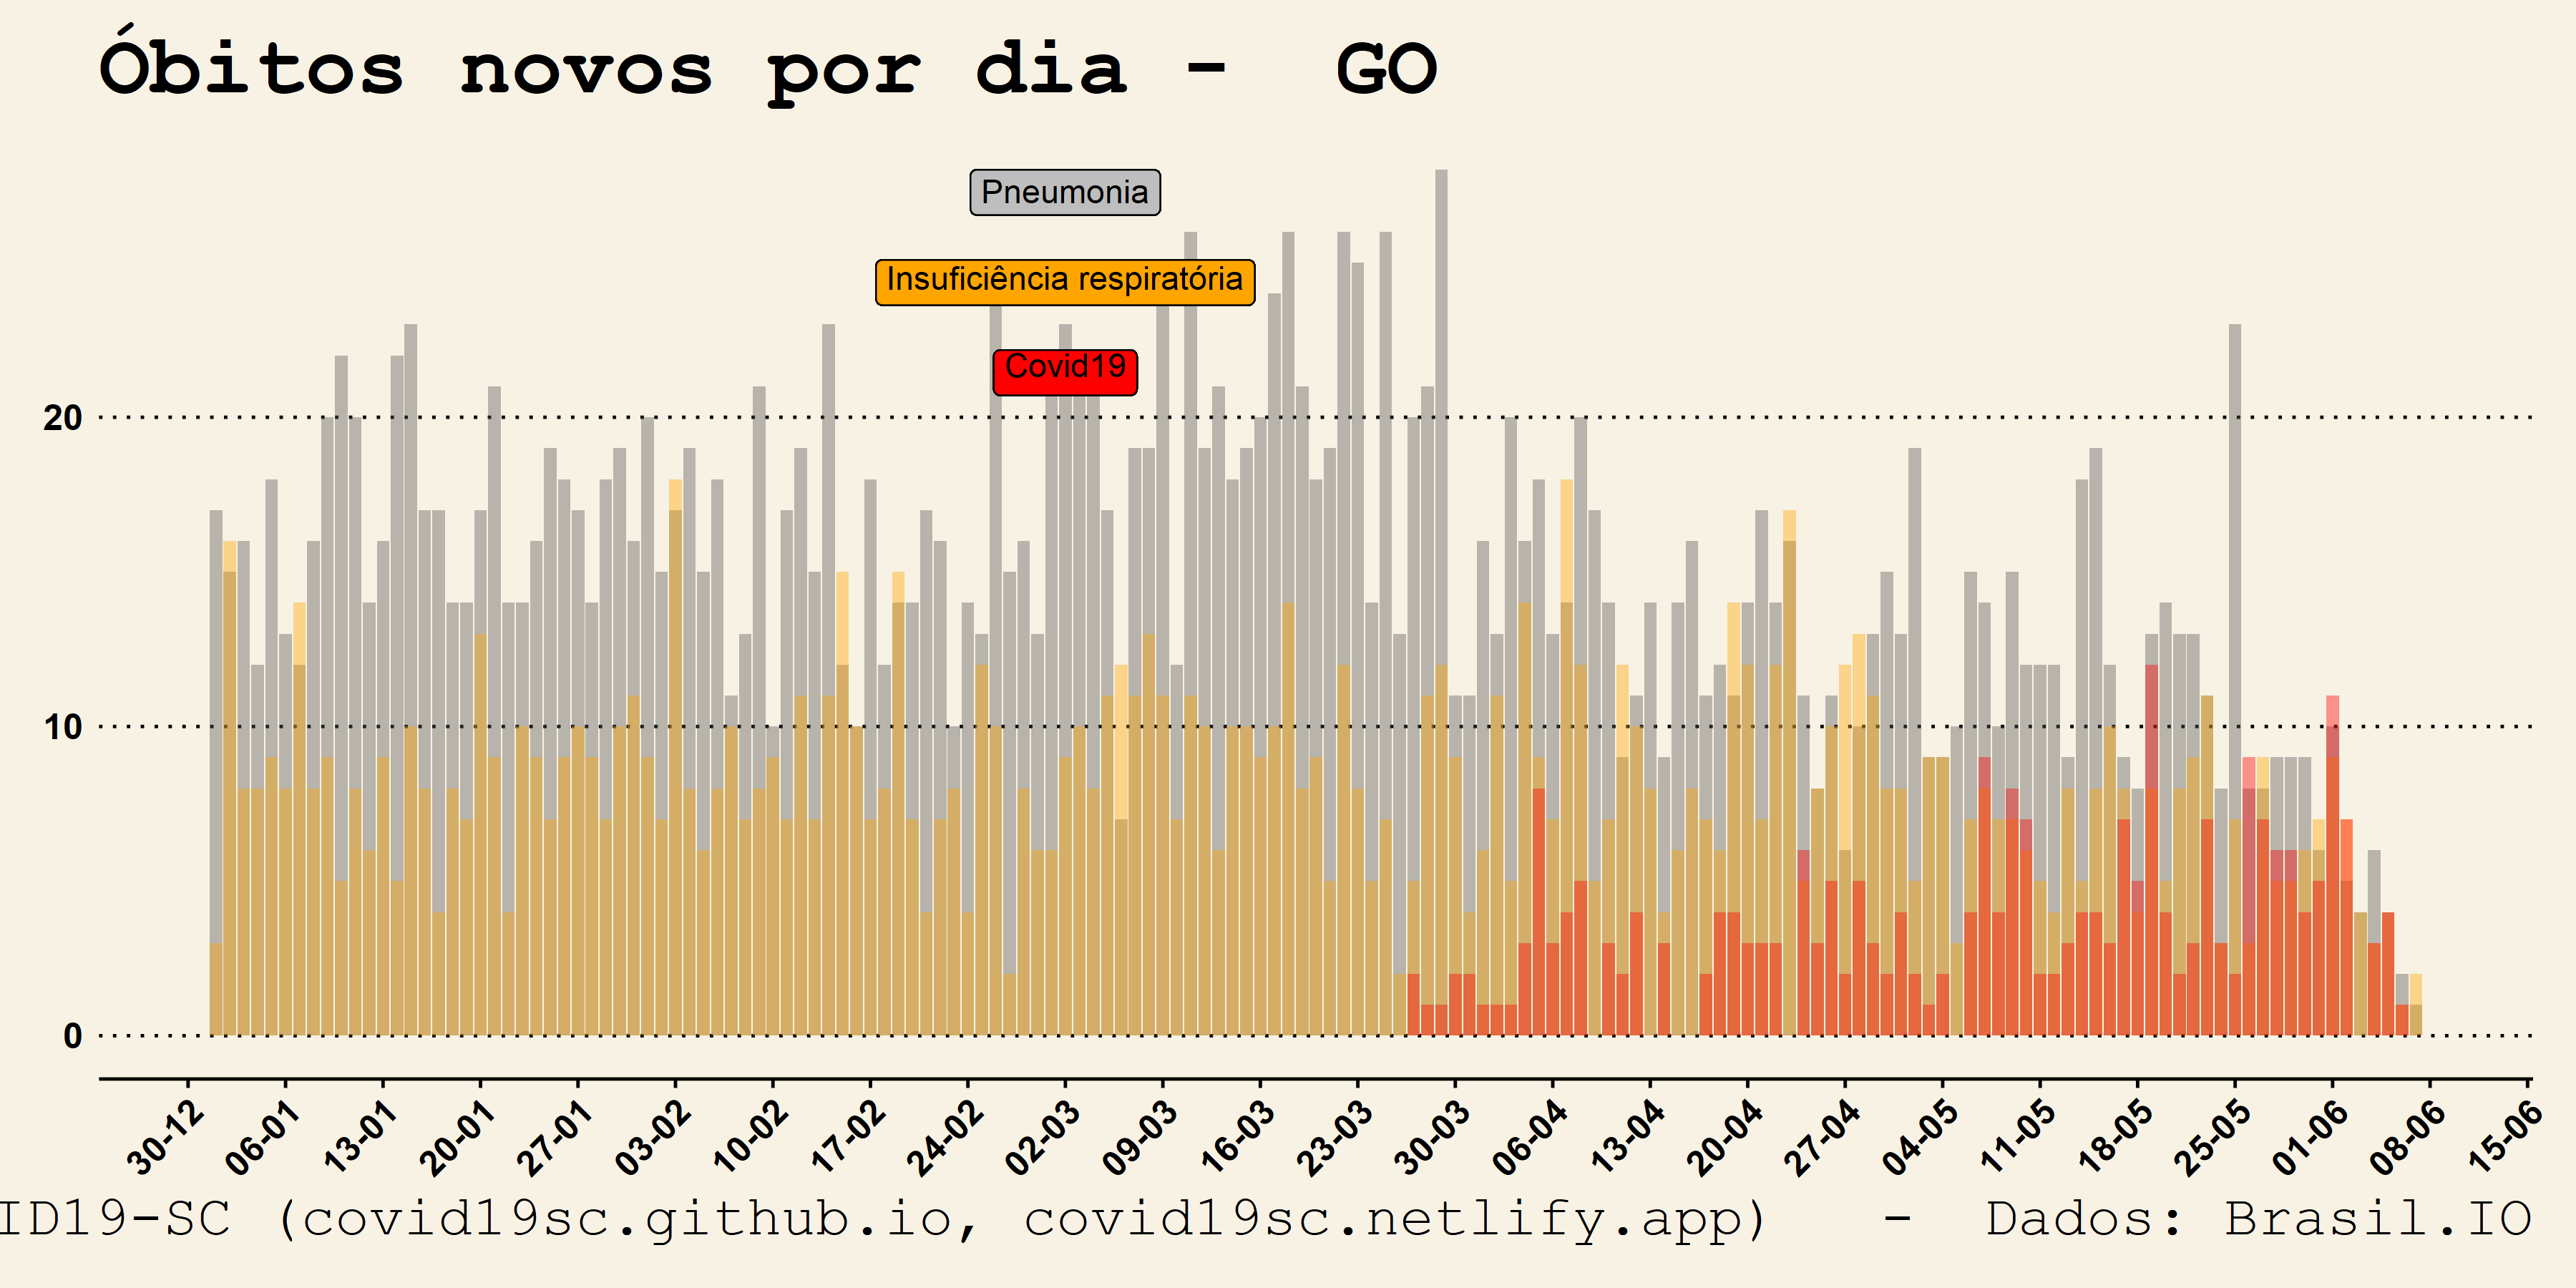 Óbitos novos por dia - GO
Pneumonia
Insuficiência respiratória
Covid19
20
10
0
30-12 06-01 13-01 20-01 27-01 03-02 10-02 17-02 24-02 02-03 09-03 16-03 23-03 30-03 06-04 13-04 20-04 27-04 04-05 11-05 18-05 25-05 01-06 08-06 15-06
ID19-SC (covid19sc.github.io, covid19sc.netlify.app) - Dados: Brasil.IO